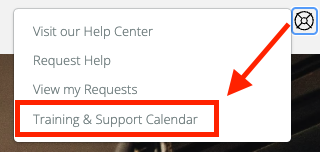 Visit our Help Center
Request Help
View my Requests
Training & Support Calendar